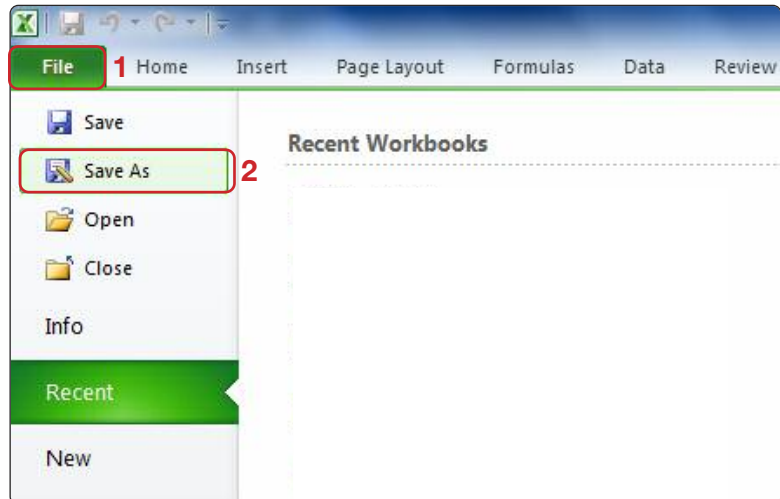 File 1 Home Insert Page Layout Formulas Data Review
Save
Recent Workbooks
Save As 2
Open
Close
Info
Recent
New